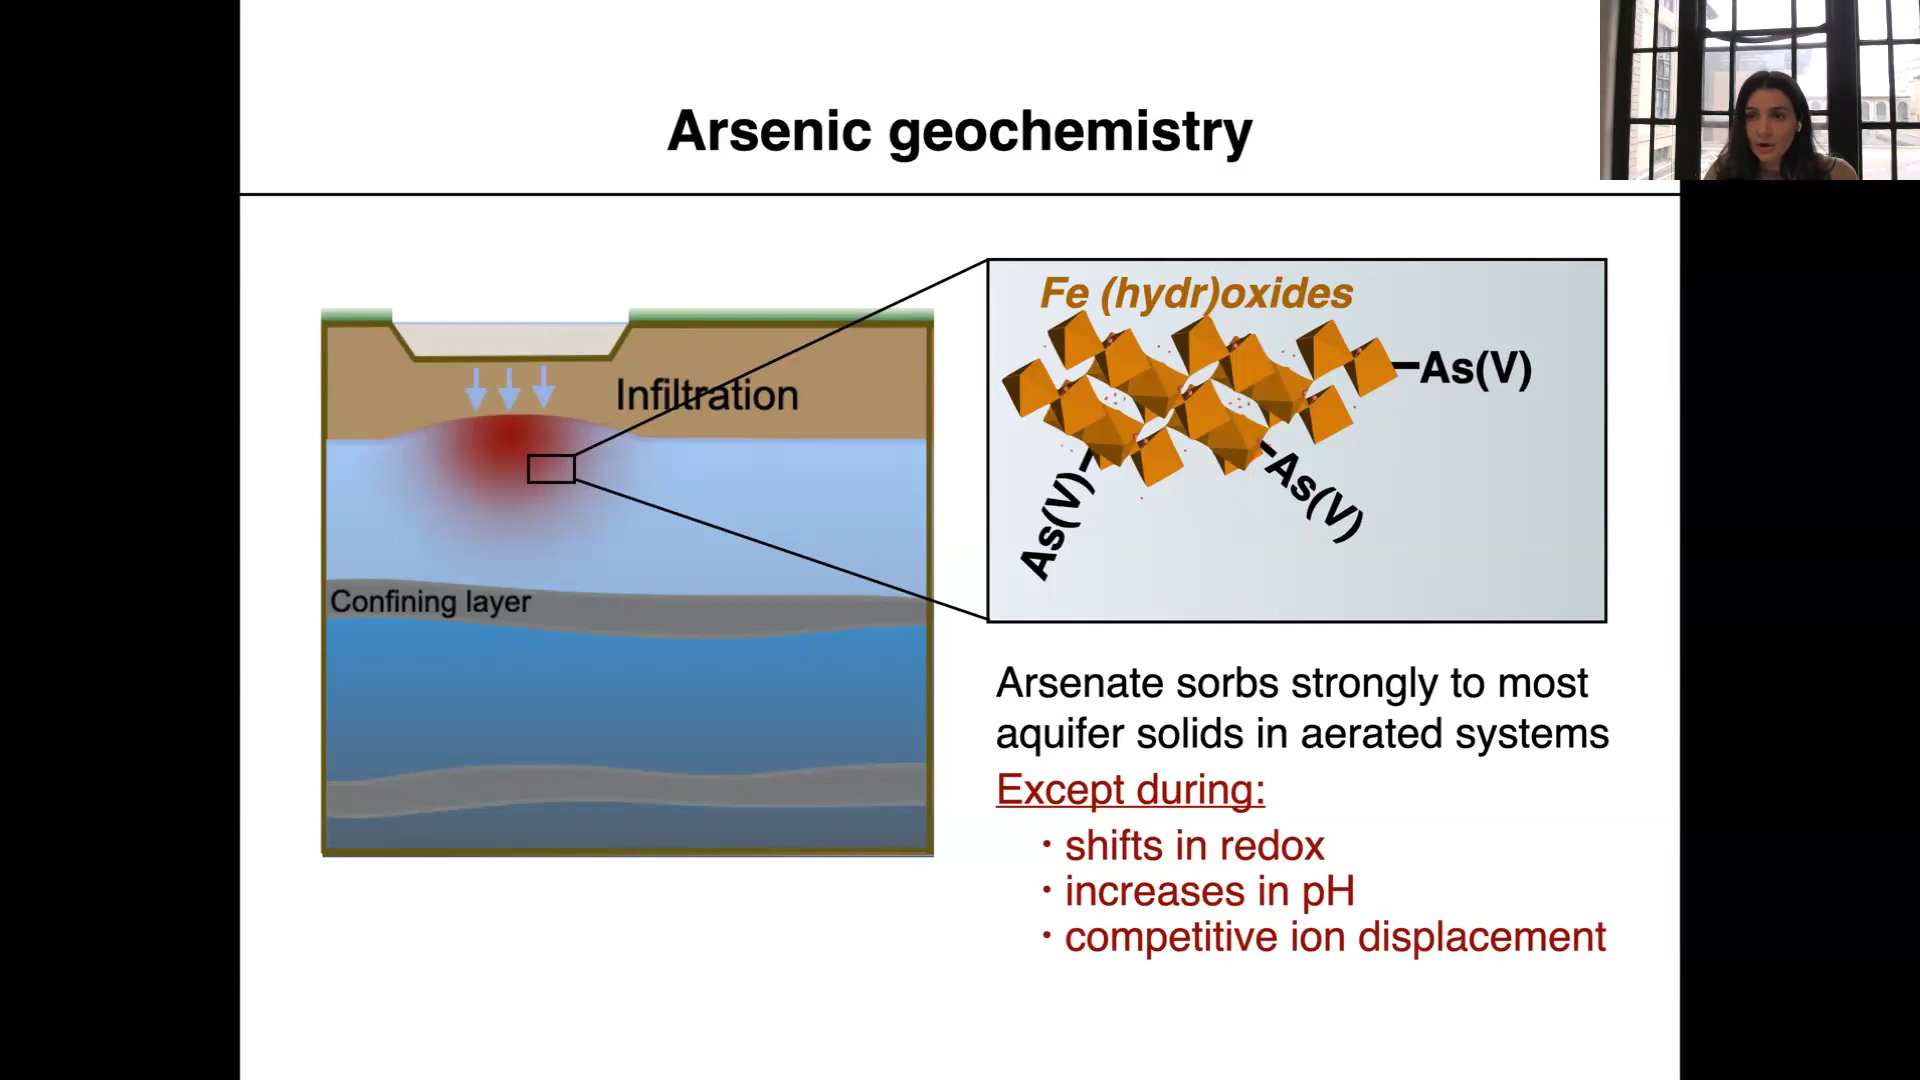 Arsenic geochemistry
Infiltration
Confining layer
Fe (hydr)oxides
As(V)
As(V)
As(V)
Arsenate sorbs strongly to most
aquifer solids in aerated systems
Except during:
· shifts in redox
· increases in pH
· competitive ion displacement